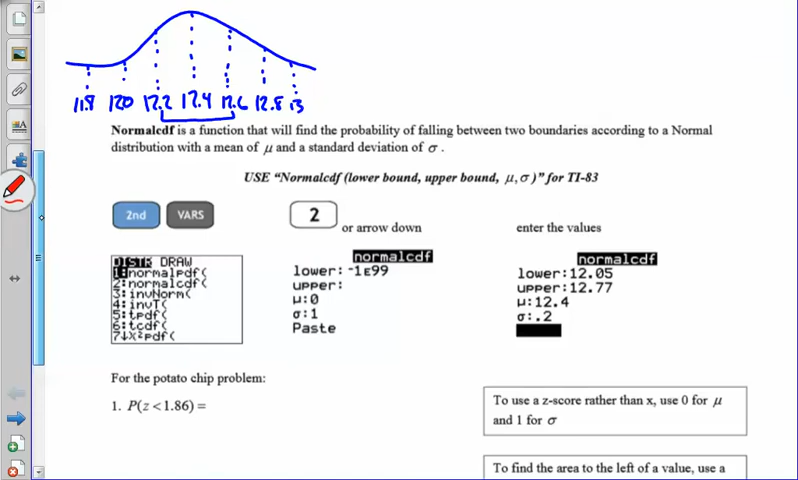 11.8 12.0 12.2 12.4 12.6 12.8 13
Normalcdf is a function that will find the probability of falling between two boundaries according to a Normal
distribution with a mean of μ and a standard deviation of σ .
USE “Normalcdf (lower bound, upper bound, μ, σ )” for TI-83
2nd VARS 2 or arrow down enter the values
DISTR DRAW
1:normalpdf(
2:normalcdf(
3:invNorm(
4:invT(
5:tpdf(
6:tcdf(
7↓X²pdf(
normalcdf
lower:-1E99
upper:
μ:0
σ:1
Paste
normalcdf
lower:12.05
upper:12.77
μ:12.4
σ:.2
For the potato chip problem:
1. P(z < 1.86) =
To use a z-score rather than x, use 0 for μ
and 1 for σ
To find the area to the left of a value, use a